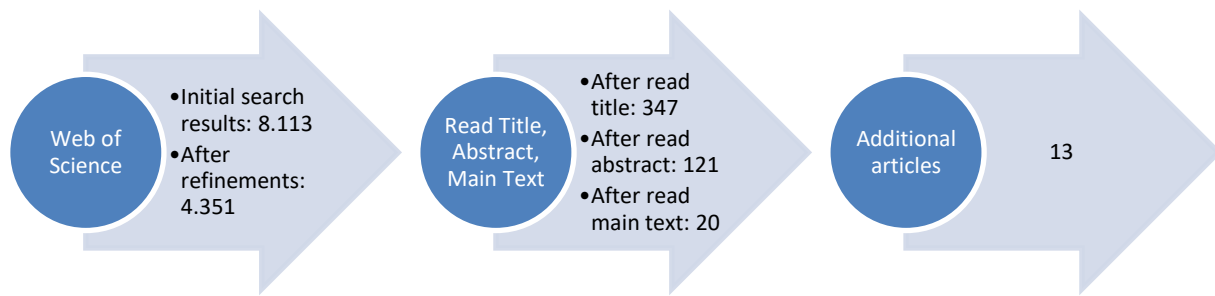 Web of
Science
•Initial search
results: 8.113
•After
refinements:
4.351
Read Title,
Abstract,
Main Text
•After read
title: 347
•After read
abstract: 121
•After read
main text: 20
Additional
articles
13